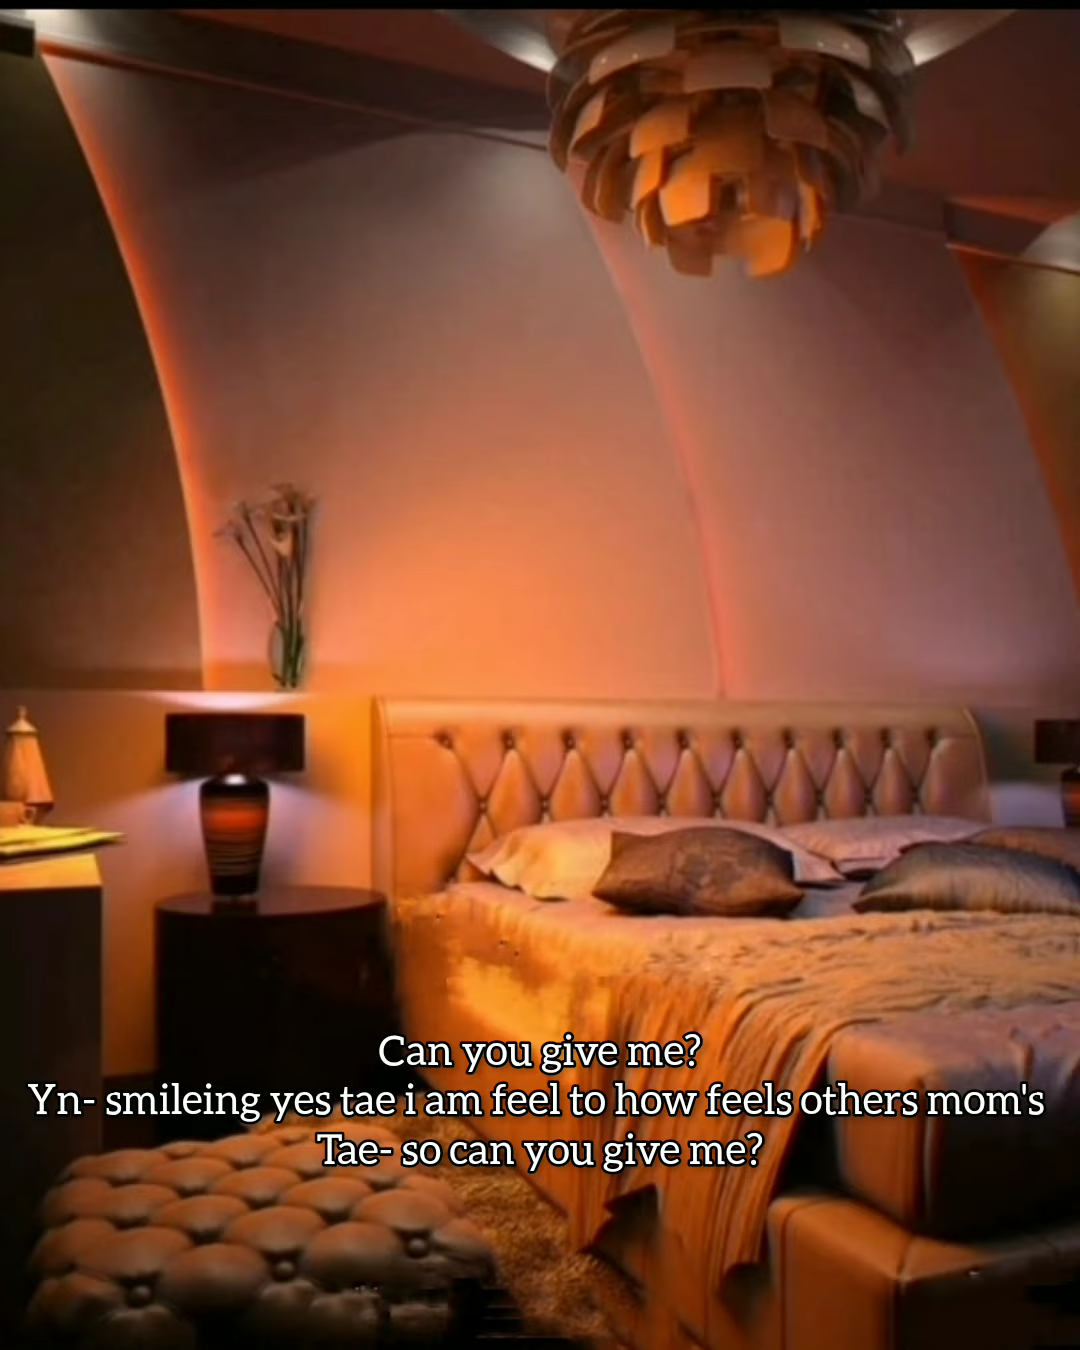 Can you give me?
Yn- smileing yes tae i am feel to how feels others mom's
Tae- so can you give me?